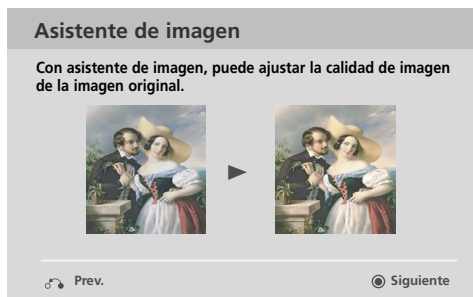 Asistente de imagen
Con asistente de imagen, puede ajustar la calidad de imagen
de la imagen original.
Prev.
Siguiente